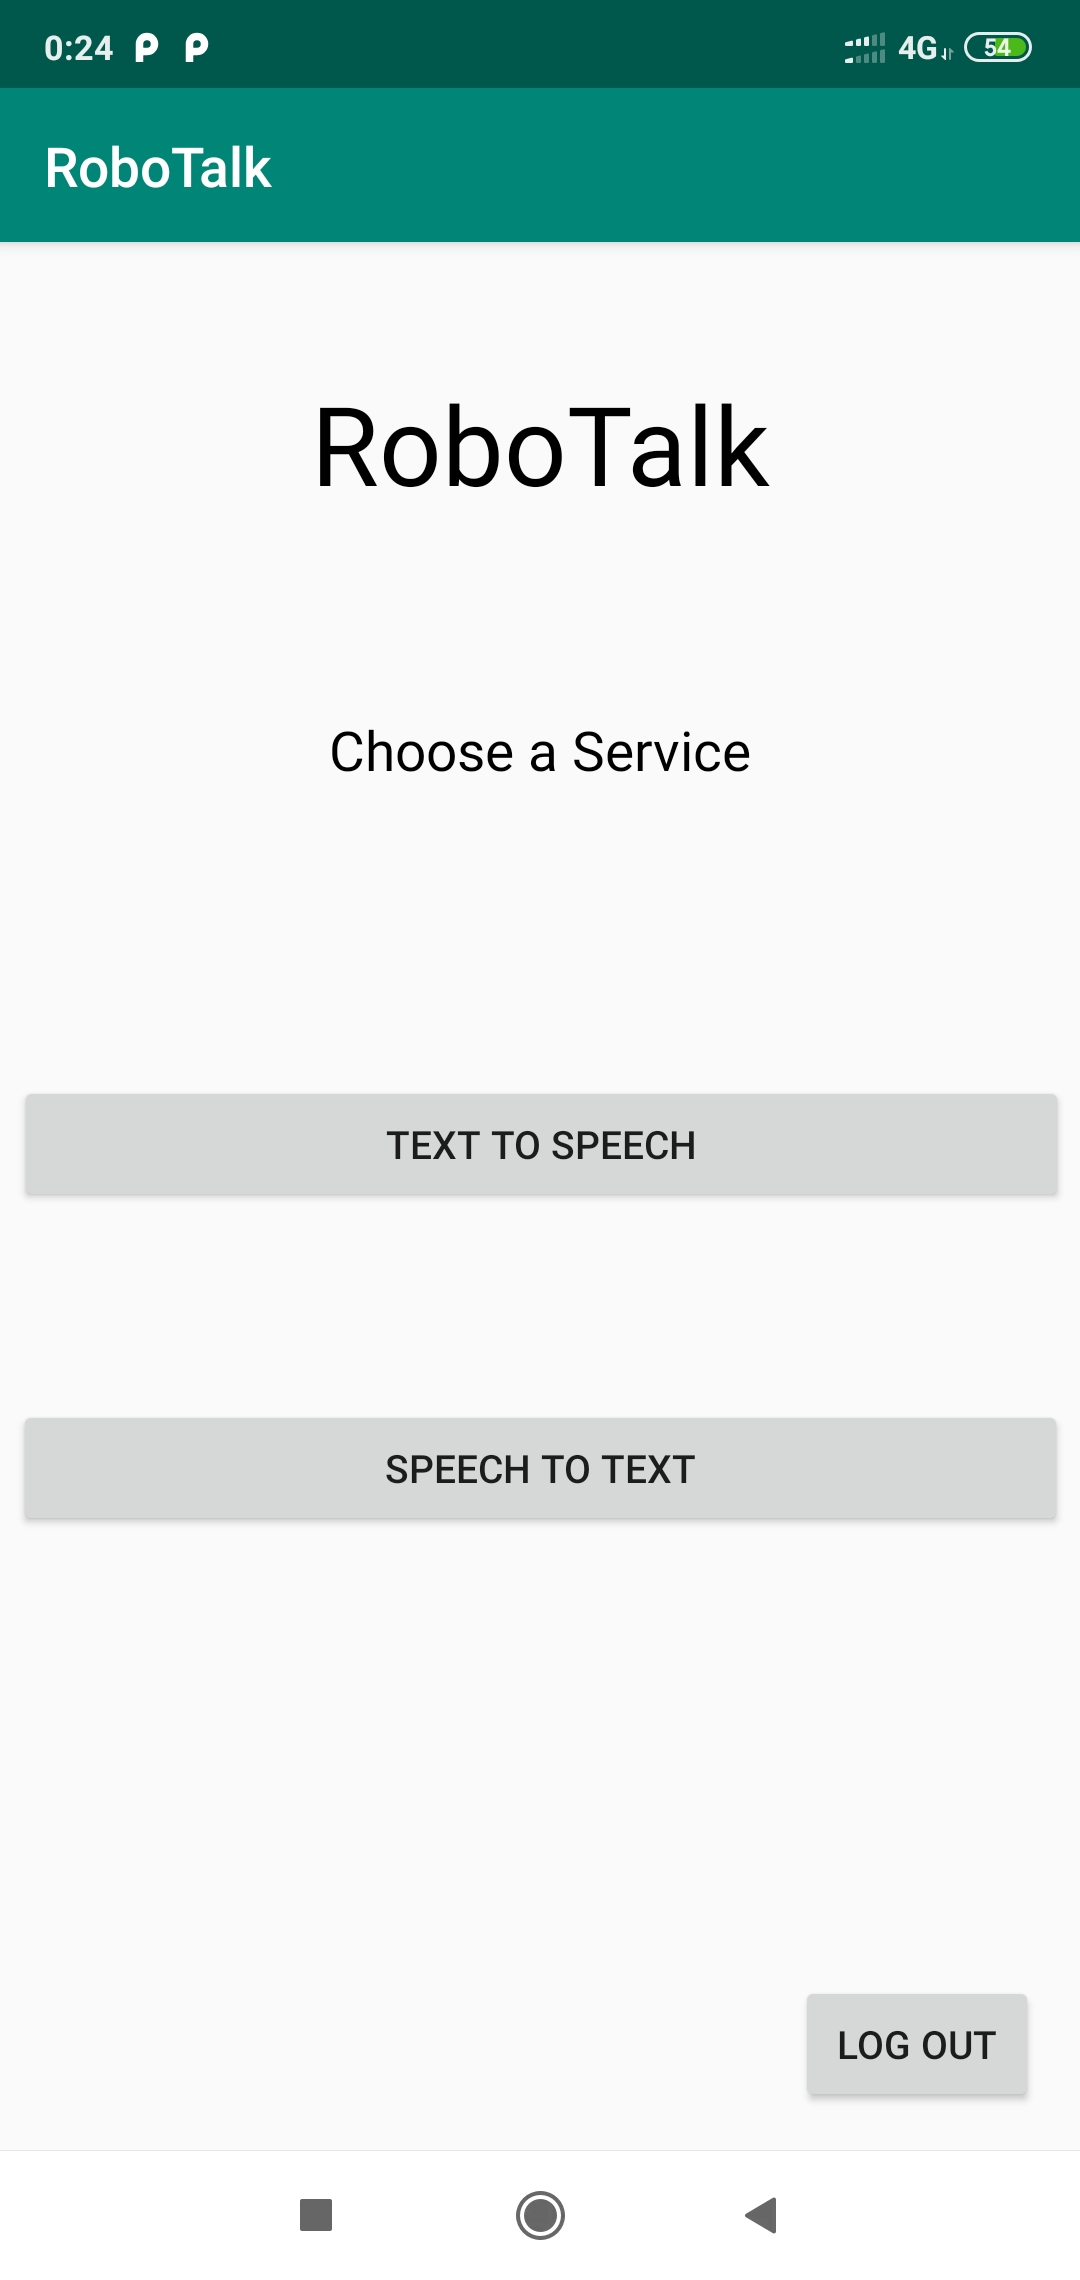 0:24 4G 54
RoboTalk
RoboTalk
Choose a Service
TEXT TO SPEECH
SPEECH TO TEXT
LOG OUT